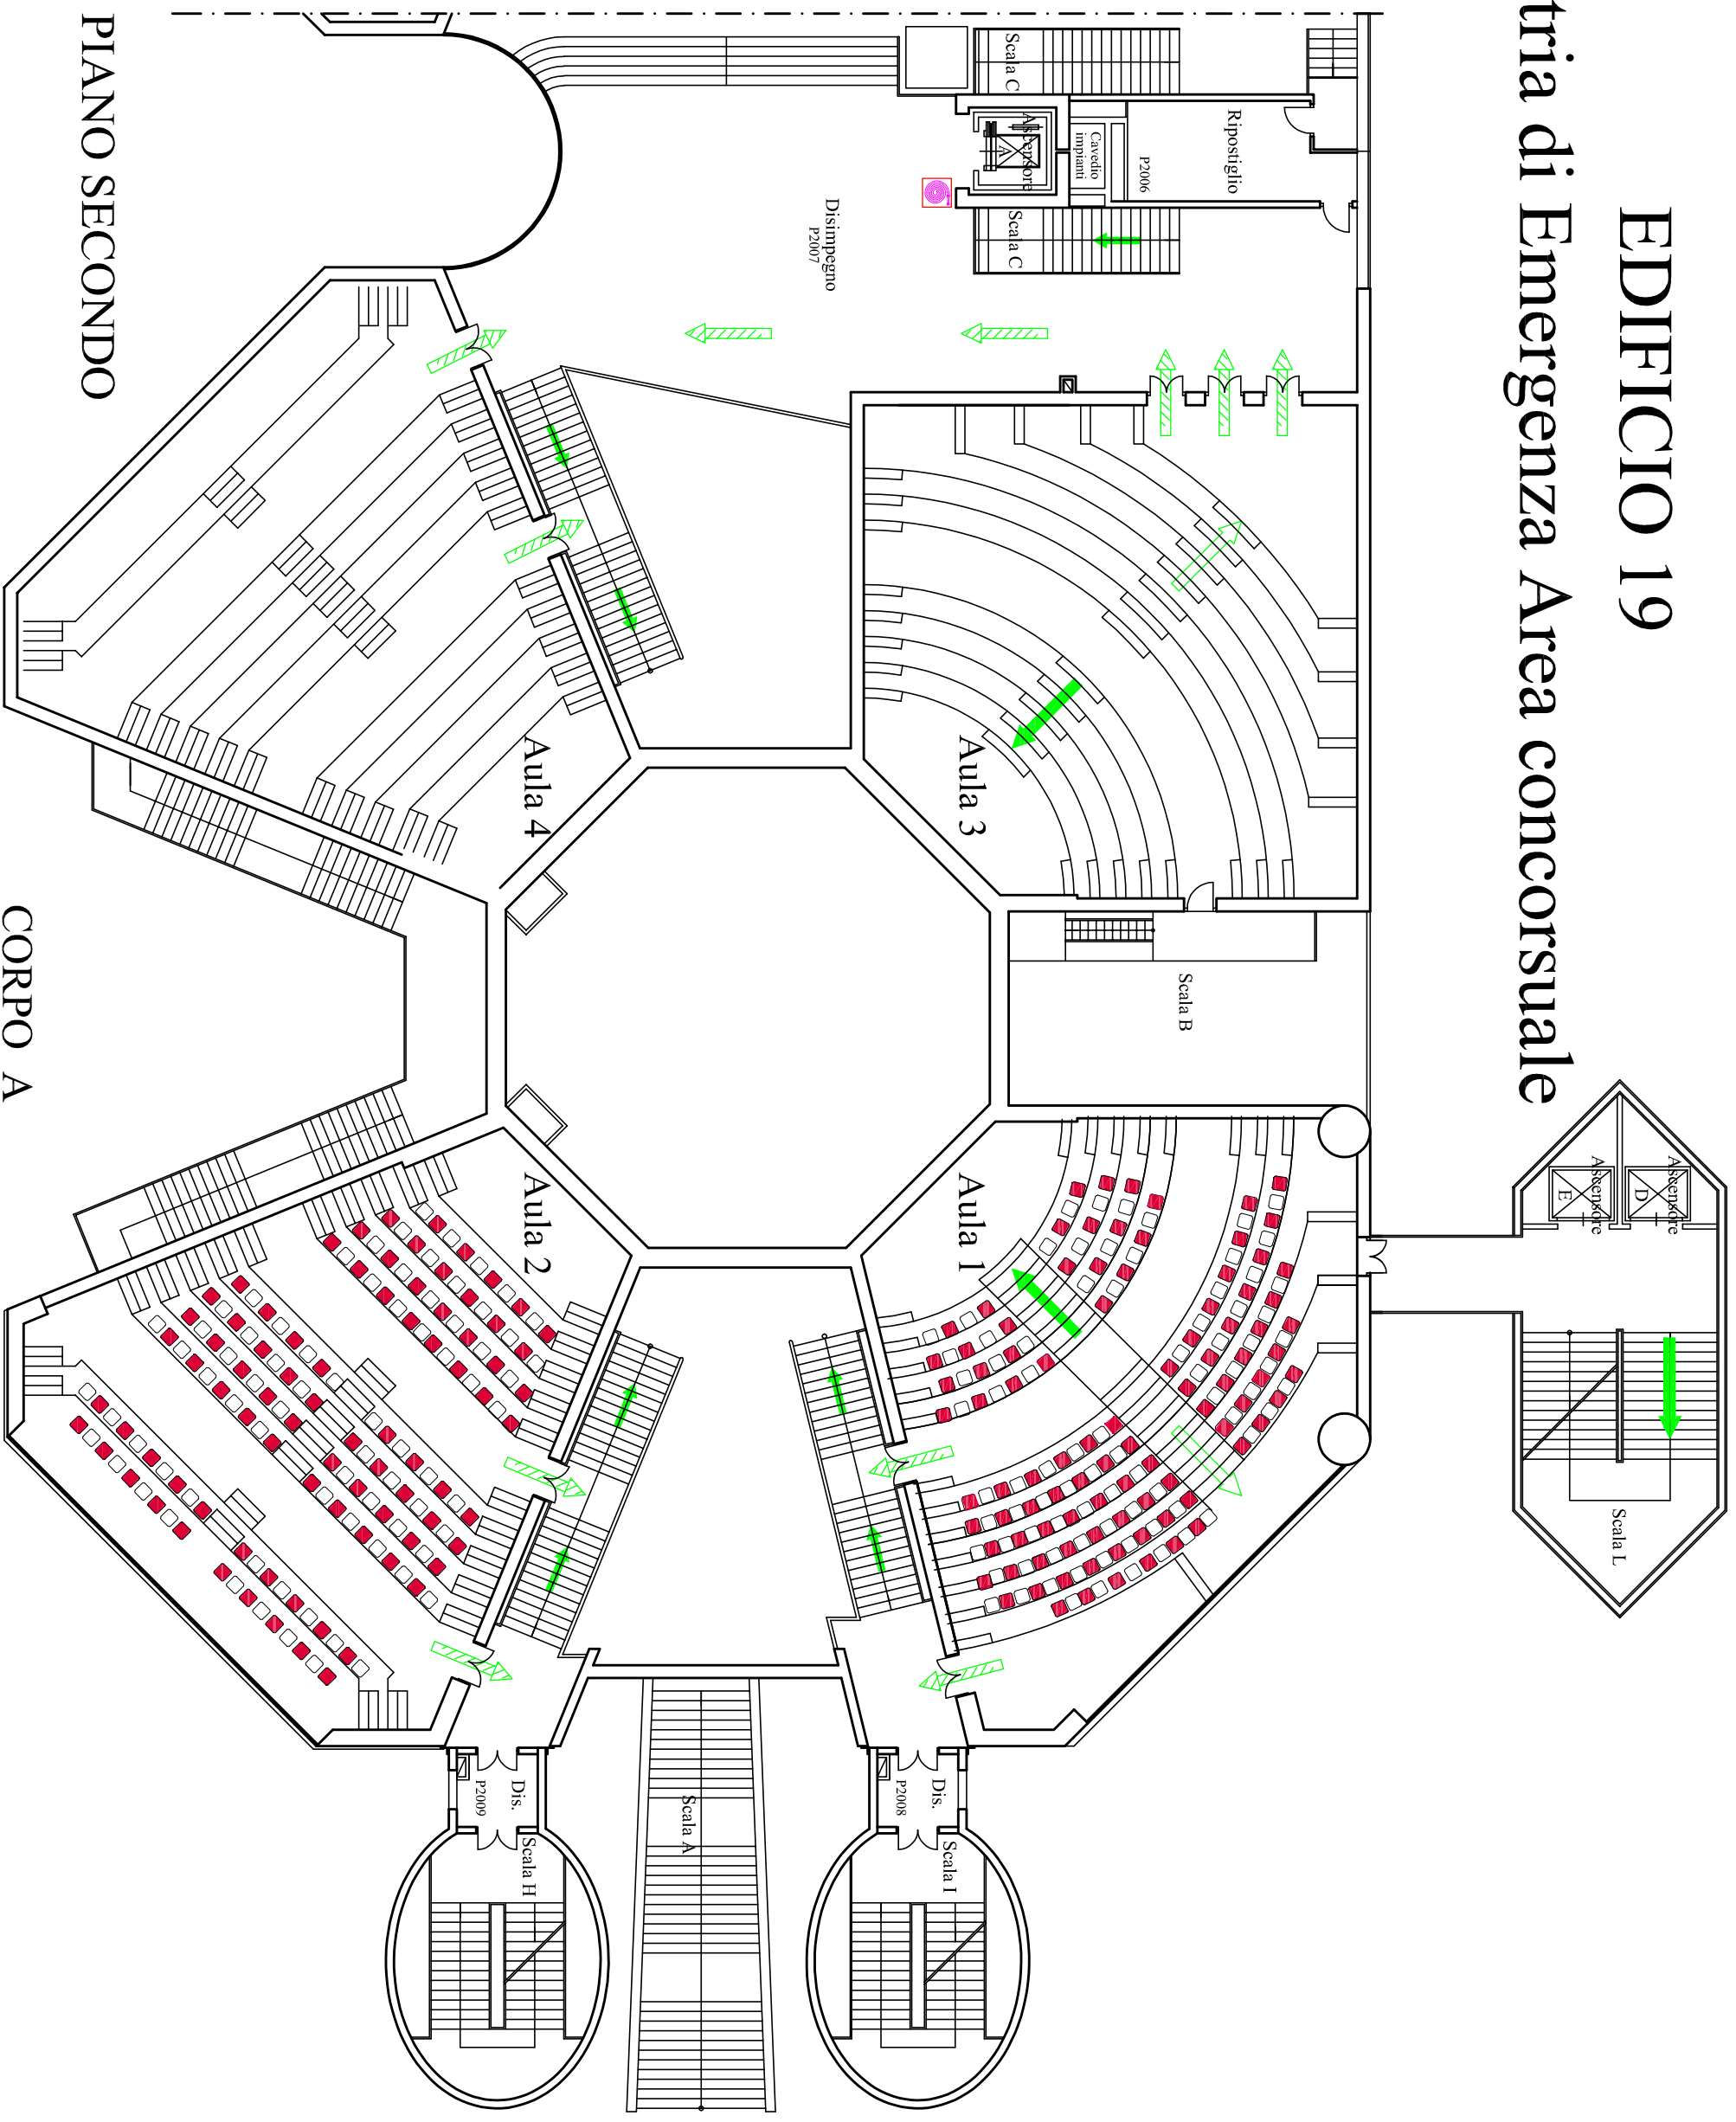 EDIFICIO 19
tria di Emergenza Area concorsuale
Ascensore
D
Ascensore
E
Scala L
Ripostiglio
P2006
Cavedio
impianti
Scala C
Ascensore
A
Scala C
Disimpegno
P2007
Scala B
Aula 3
Aula 1
Aula 4
Aula 2
Dis.
P2008
Scala I
Scala A
Dis.
P2009
Scala H
PIANO SECONDO
CORPO A